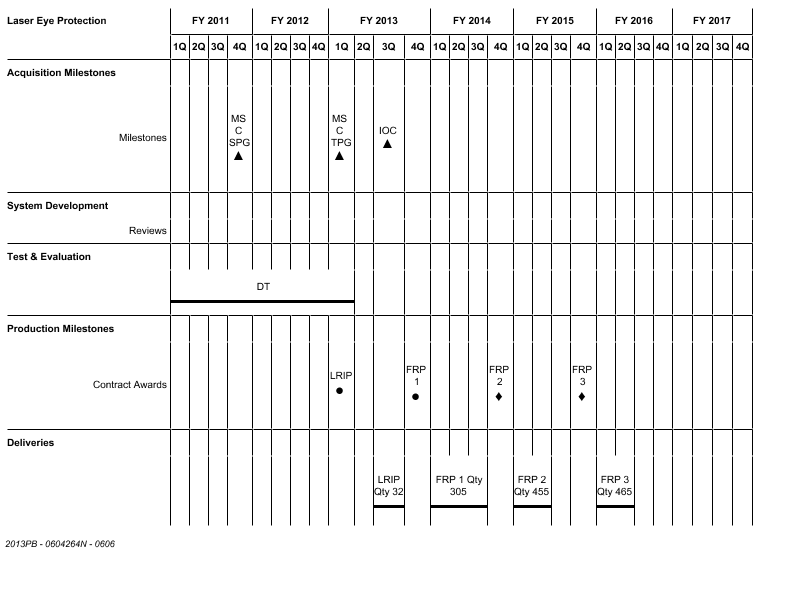 Laser Eye Protection FY 2011 FY 2012 FY 2013 FY 2014 FY 2015 FY 2016 FY 2017
1Q 2Q 3Q 4Q 1Q 2Q 3Q 4Q 1Q 2Q 3Q 4Q 1Q 2Q 3Q 4Q 1Q 2Q 3Q 4Q 1Q 2Q 3Q 4Q 1Q 2Q 3Q 4Q
Acquisition Milestones
Milestones
MS
C
SPG
MS
C
TPG
IOC
System Development
Reviews
Test & Evaluation
DT
Production Milestones
Contract Awards
LRIP
FRP
1
FRP
2
FRP
3
Deliveries
LRIP
Qty 32
FRP 1 Qty
305
FRP 2
Qty 455
FRP 3
Qty 465
2013PB - 0604264N - 0606